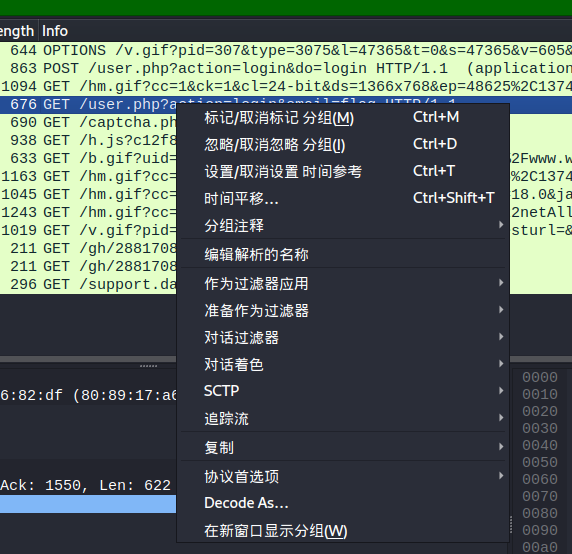 ength Info
644 OPTIONS /v.gif?pid=307&type=3075&l=47365&t=0&s=47365&v=605&
863 POST /user.php?action=login&do=login HTTP/1.1 (application
1094 GET /hm.gif?cc=1&ck=1&cl=24-bit&ds=1366x768&ep=48625%2C1374
676 GET /user.php?action=login&email=flag HTTP/1.1
690 GET /captcha.ph
938 GET /h.js?c12f8
633 GET /b.gif?uid= 2Fwww.w
1163 GET /hm.gif?cc= %2C1374
1045 GET /hm.gif?cc= 18.0&ja
1243 GET /hm.gif?cc= 2netAll
1019 GET /v.gif?pid= sturl=&
211 GET /gh/2881708
211 GET /gh/2881708
296 GET /support.da
标记/取消标记 分组(M) Ctrl+M
忽略/取消忽略 分组(I) Ctrl+D
设置/取消设置 时间参考 Ctrl+T
时间平移… Ctrl+Shift+T
分组注释
编辑解析的名称
作为过滤器应用
准备作为过滤器
对话过滤器
对话着色
SCTP
追踪流
复制
协议首选项
Decode As…
在新窗口显示分组(W)
6:82:df (80:89:17:a6
Ack: 1550, Len: 622
0000
0010
0020
0030
0040
0050
0060
0070
0080
0090
00a0